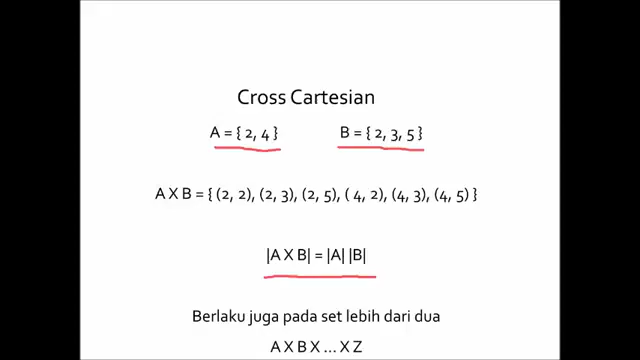 Cross Cartesian
A = { 2, 4 } B = { 2, 3, 5 }
A X B = { (2, 2), (2, 3), (2, 5), ( 4, 2), (4, 3), (4, 5) }
|A X B| = |A| |B|
Berlaku juga pada set lebih dari dua
A X B X ... X Z